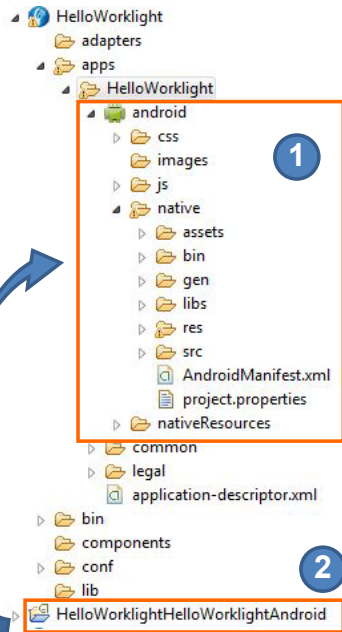 HelloWorklight
adapters
apps
HelloWorklight
android
css
images
1
js
native
assets
bin
gen
libs
res
src
AndroidManifest.xml
project.properties
nativeResources
common
legal
application-descriptor.xml
bin
components
conf
2
lib
HelloWorklightHelloWorklightAndroid